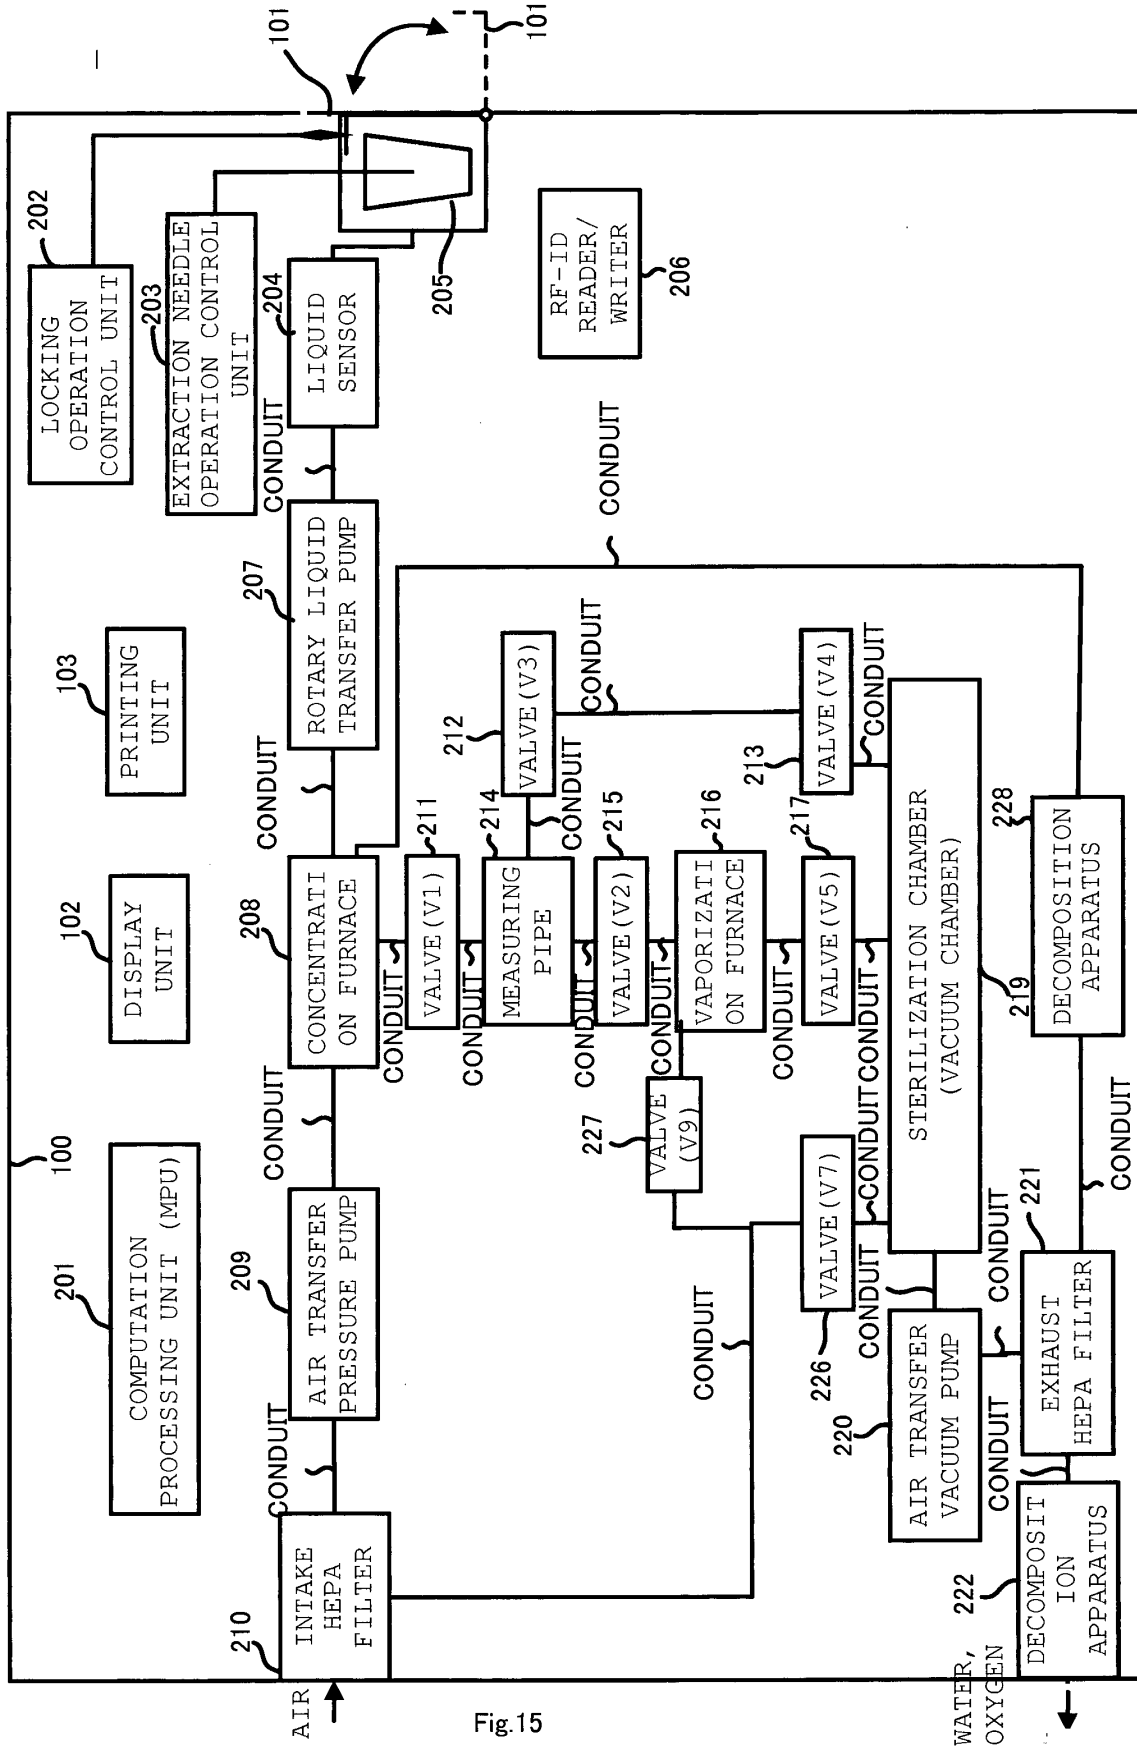 100
201
COMPUTATION
PROCESSING UNIT (MPU)
102
DISPLAY
UNIT
103
PRINTING
UNIT
202
LOCKING
OPERATION
CONTROL UNIT
203
EXTRACTION NEEDLE
OPERATION CONTROL
UNIT
101
101
AIR
210
INTAKE
HEPA
FILTER
CONDUIT
209
AIR TRANSFER
PRESSURE PUMP
CONDUIT
208
CONCENTRATI
ON FURNACE
CONDUIT
207
ROTARY LIQUID
TRANSFER PUMP
CONDUIT
204
LIQUID
SENSOR
205
206
RF-ID
READER/
WRITER
CONDUIT
CONDUIT
211
VALVE(V1)
CONDUIT
214
MEASURING
PIPE
CONDUIT
212
VALVE(V3)
CONDUIT
CONDUIT
215
VALVE(V2)
CONDUIT
227
VALVE
(V9)
216
VAPORIZATI
ON FURNACE
CONDUIT
213
VALVE(V4)
CONDUIT
217
VALVE(V5)
CONDUIT
CONDUIT
226
VALVE(V7)
CONDUIT
CONDUIT
STERILIZATION CHAMBER
(VACUUM CHAMBER)
219
220
AIR TRANSFER
VACUUM PUMP
CONDUIT
CONDUIT
221
EXHAUST
HEPA FILTER
CONDUIT
228
DECOMPOSITION
APPARATUS
222
DECOMPOSIT
ION
APPARATUS
WATER,
OXYGEN
Fig.15